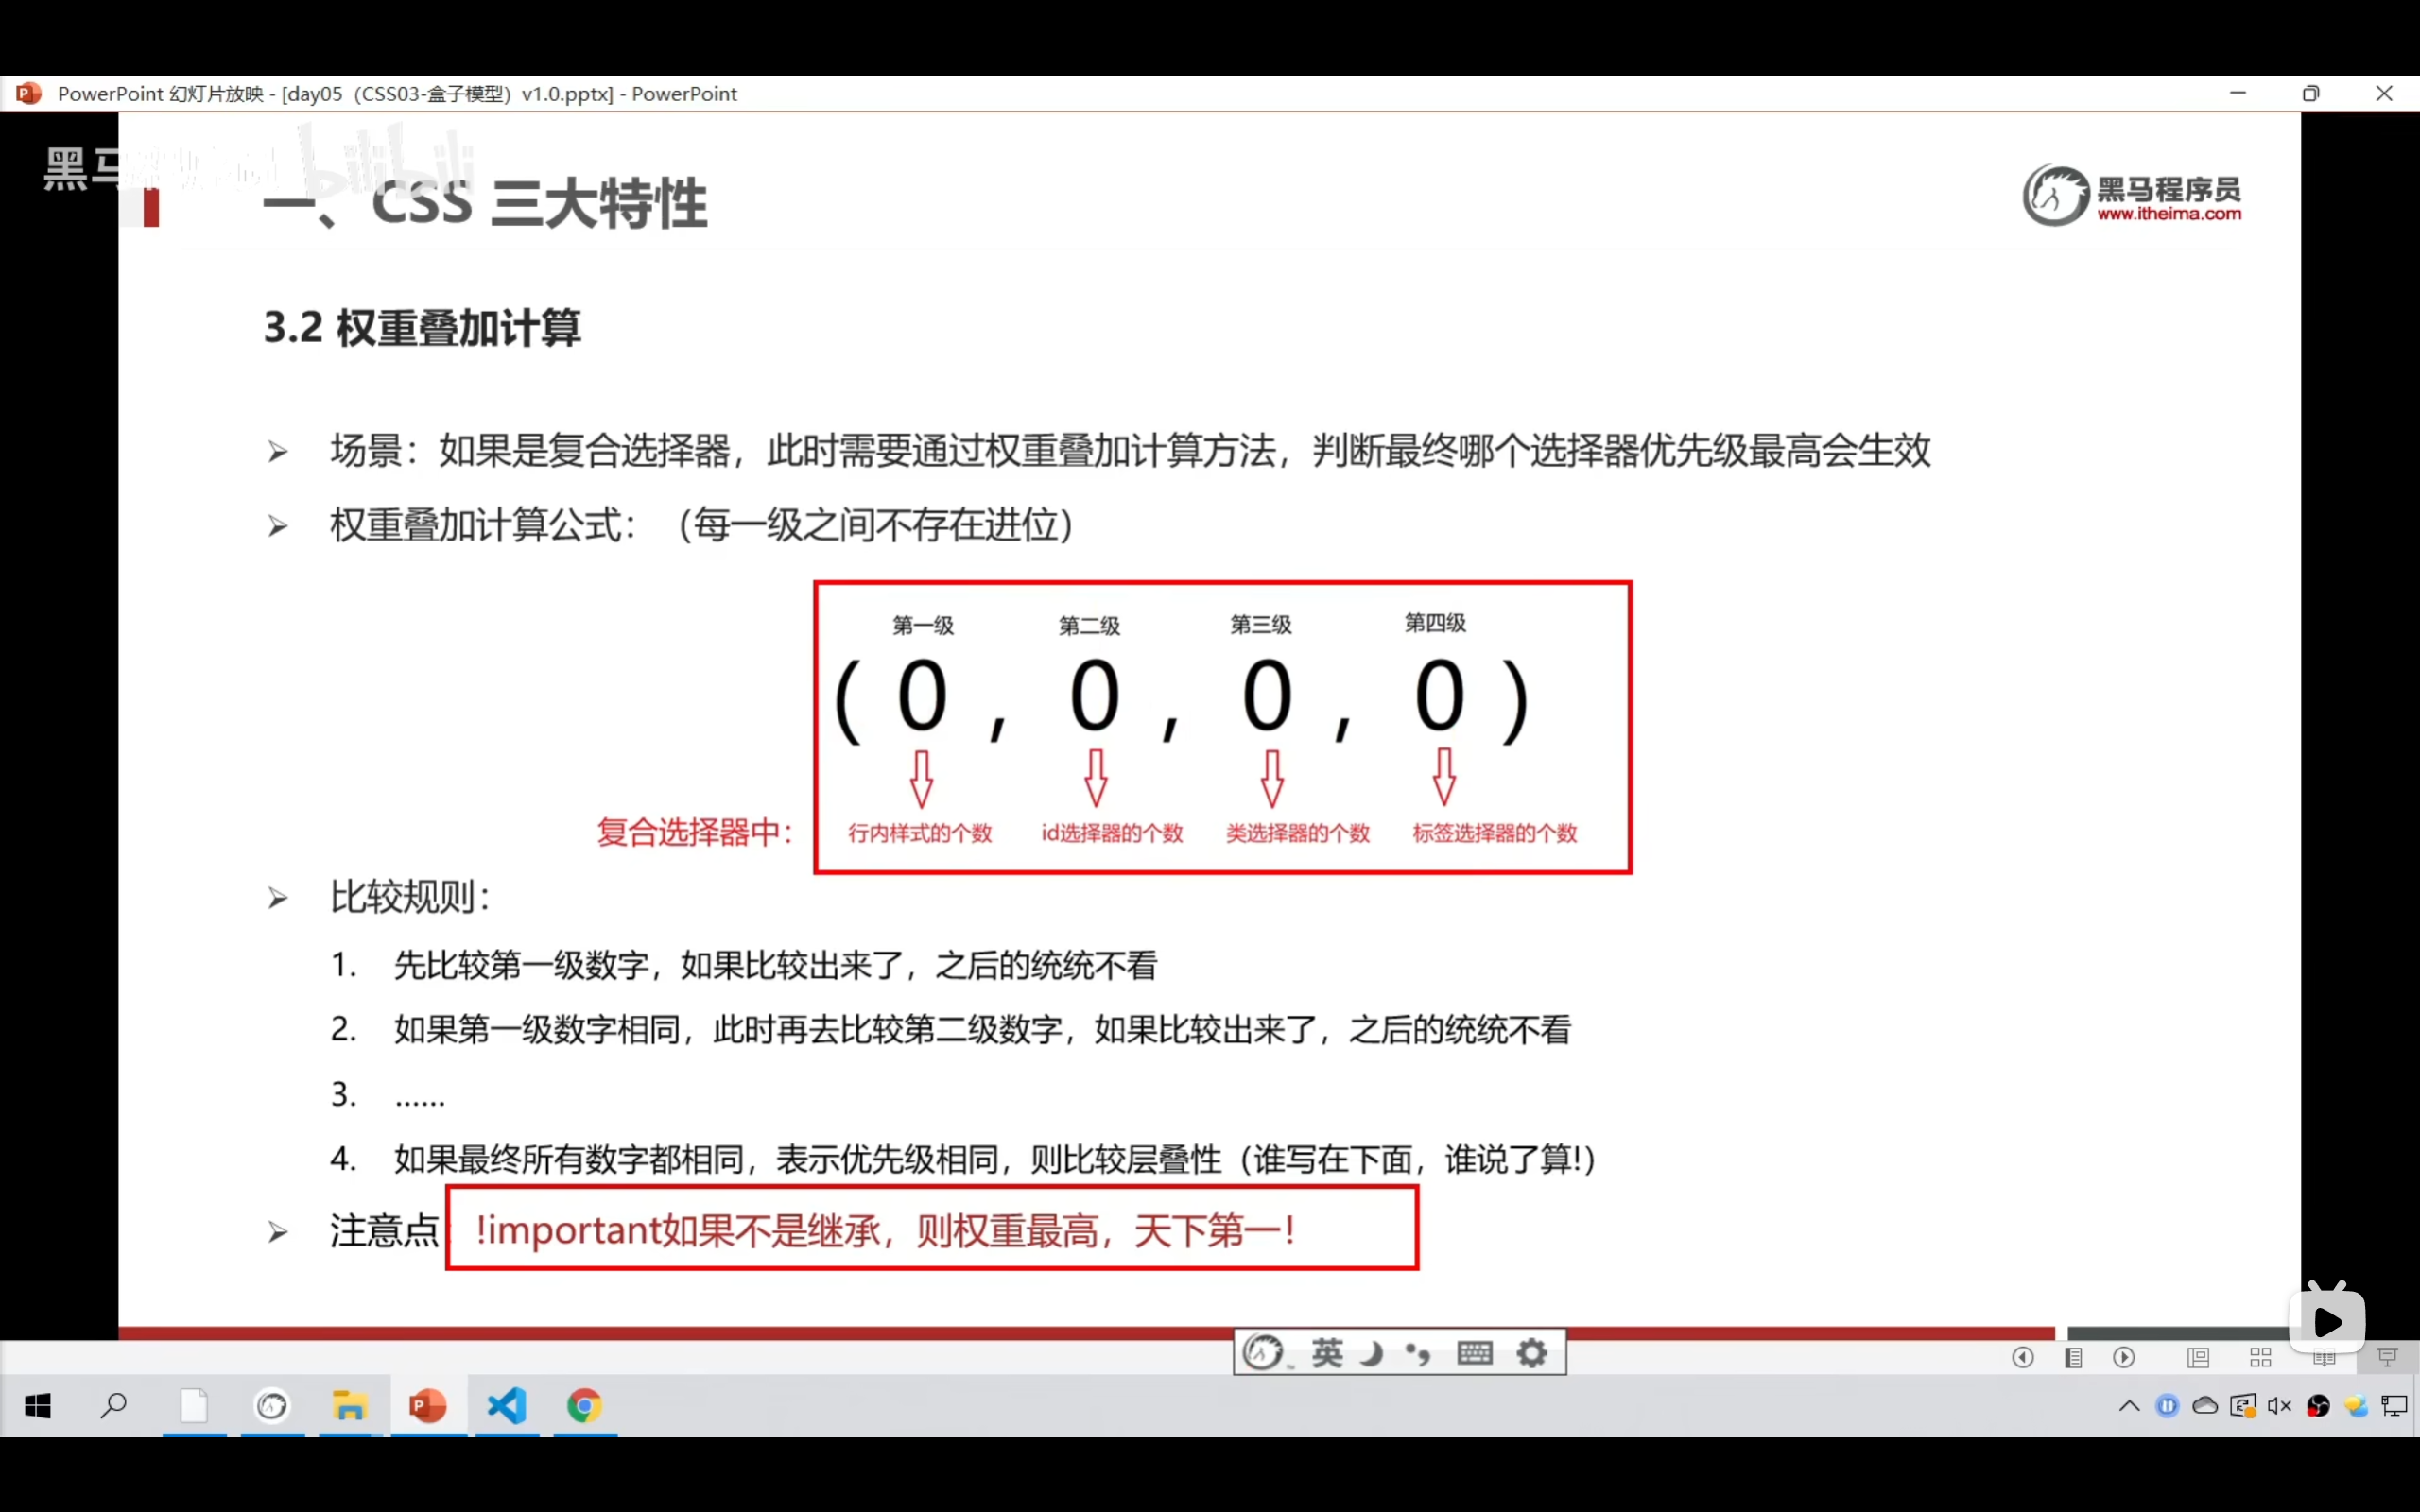 PowerPoint 幻灯片放映 - [day05（CSS03-盒子模型）v1.0.pptx] - PowerPoint
黑马
bilibili
一、CSS 三大特性
黑马程序员
www.itheima.com
3.2 权重叠加计算
➢ 场景：如果是复合选择器，此时需要通过权重叠加计算方法，判断最终哪个选择器优先级最高会生效
➢ 权重叠加计算公式：（每一级之间不存在进位）
第一级 第二级 第三级 第四级
( 0 , 0 , 0 , 0 )
复合选择器中： 行内样式的个数 id选择器的个数 类选择器的个数 标签选择器的个数
➢ 比较规则：
1. 先比较第一级数字，如果比较出来了，之后的统统不看
2. 如果第一级数字相同，此时再去比较第二级数字，如果比较出来了，之后的统统不看
3. ……
4. 如果最终所有数字都相同，表示优先级相同，则比较层叠性（谁写在下面，谁说了算!）
➢ 注意点 !important如果不是继承，则权重最高，天下第一！
英